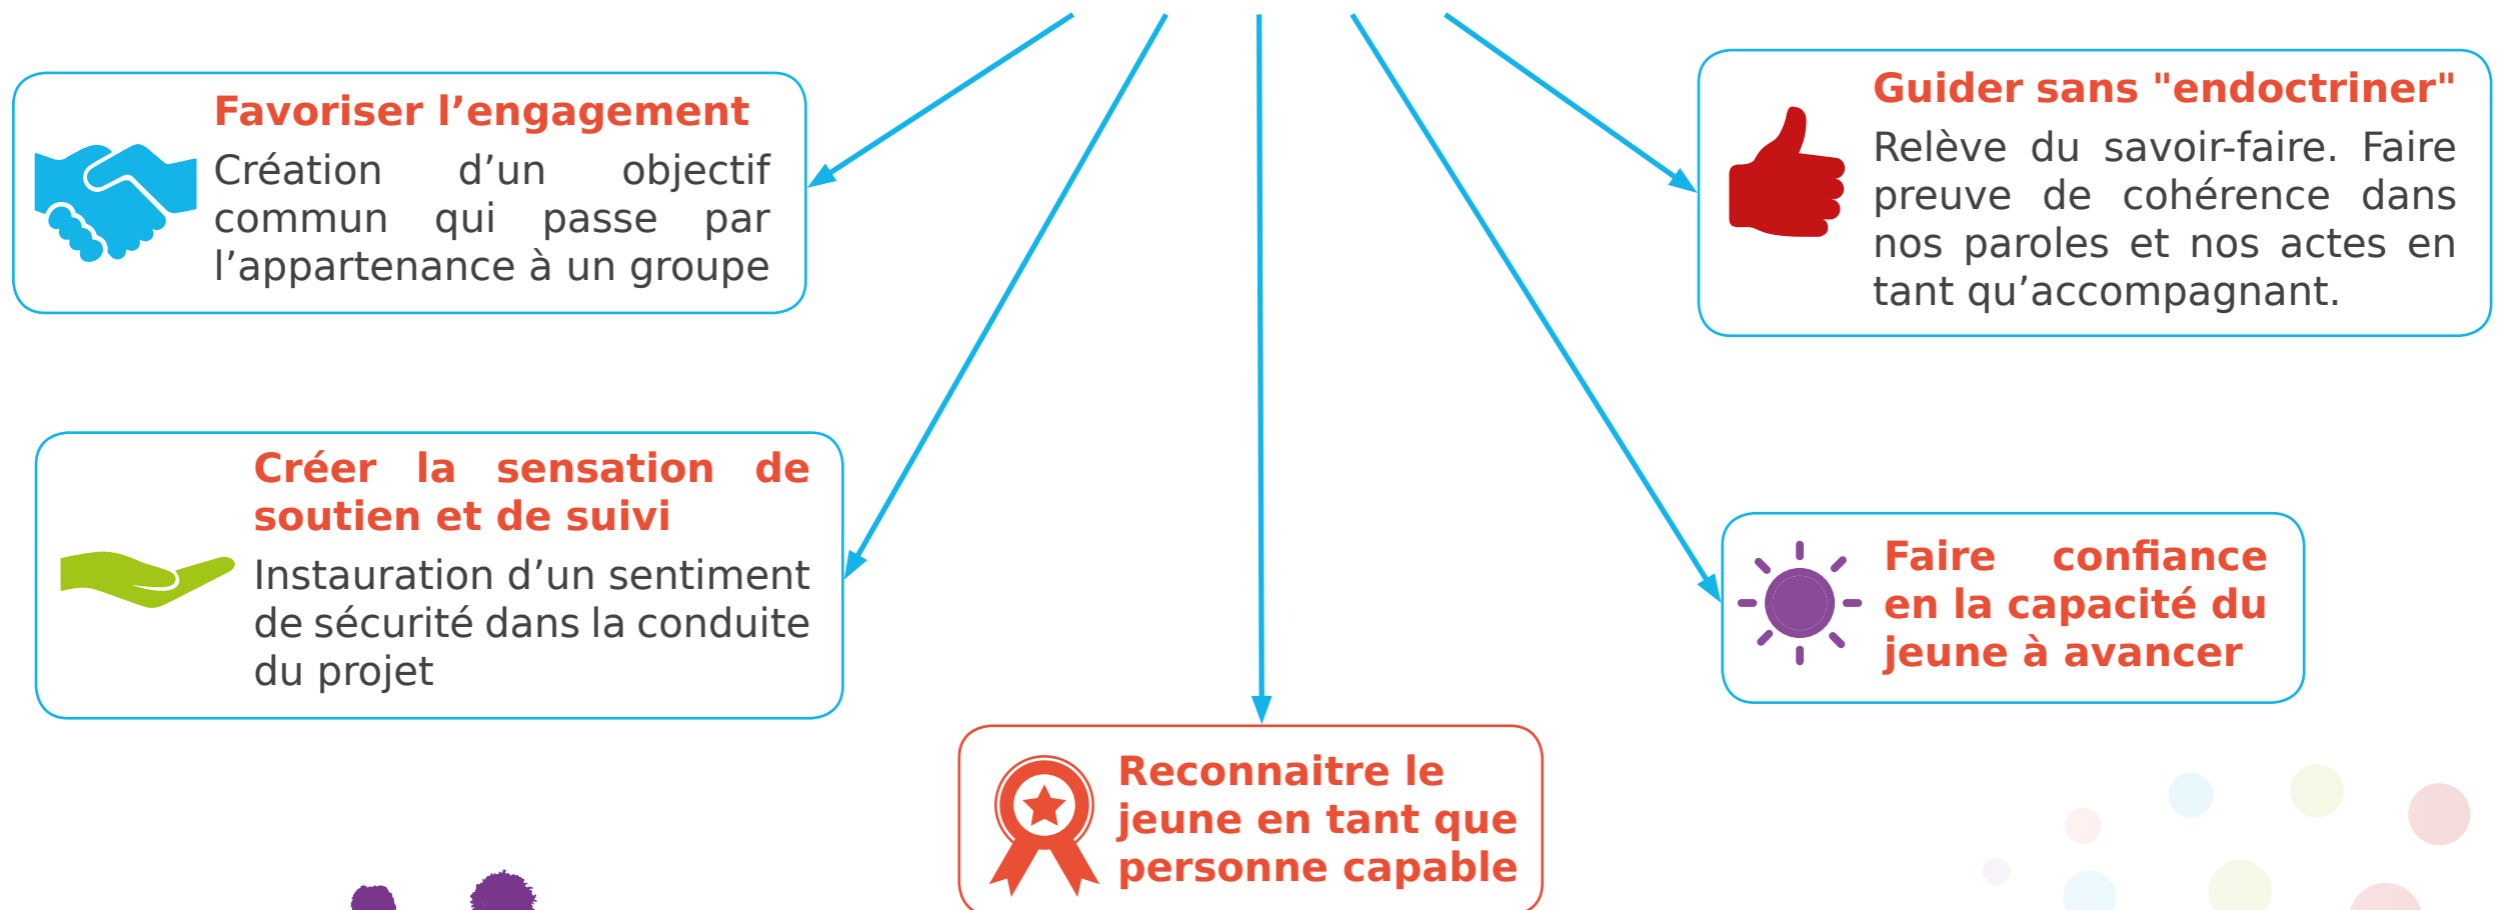 Favoriser l’engagement
Création d’un objectif
commun qui passe par
l’appartenance à un groupe
Guider sans "endoctriner"
Relève du savoir-faire. Faire
preuve de cohérence dans
nos paroles et nos actes en
tant qu’accompagnant.
Créer la sensation de
soutien et de suivi
Instauration d’un sentiment
de sécurité dans la conduite
du projet
Faire confiance
en la capacité du
jeune à avancer
Reconnaitre le
jeune en tant que
personne capable